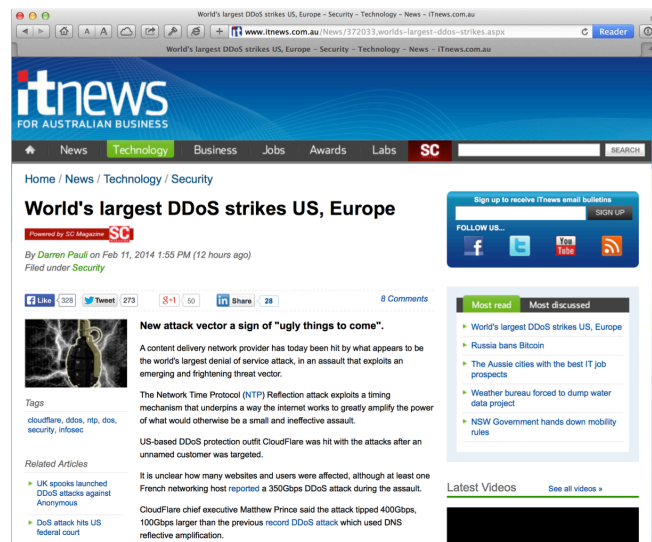 World's largest DDoS strikes US, Europe – Security – Technology – News – iTnews.com.au
A A
www.itnews.com.au/News/372033,worlds-largest-ddos-strikes.aspx
Reader
World's largest DDoS strikes US, Europe – Security – Technology – News – iTnews.com.au
itnews
FOR AUSTRALIAN BUSINESS
News Technology Business Jobs Awards Labs SC SEARCH
Home / News / Technology / Security
World's largest DDoS strikes US, Europe
Powered by SC Magazine SC
By Darren Pauli on Feb 11, 2014 1:55 PM (12 hours ago)
Filed under Security
Like 328 Tweet 273 g+1 50 in Share 28 8 Comments
New attack vector a sign of "ugly things to come".
A content delivery network provider has today been hit by what appears to be
the world's largest denial of service attack, in an assault that exploits an
emerging and frightening threat vector.
The Network Time Protocol (NTP) Reflection attack exploits a timing
mechanism that underpins a way the internet works to greatly amplify the power
of what would otherwise be a small and ineffective assault.
US-based DDoS protection outfit CloudFlare was hit with the attacks after an
unnamed customer was targeted.
It is unclear how many websites and users were affected, although at least one
French networking host reported a 350Gbps DDoS attack during the assault.
CloudFlare chief executive Matthew Prince said the attack tipped 400Gbps,
100Gbps larger than the previous record DDoS attack which used DNS
reflective amplification.
Tags
cloudflare, ddos, ntp, dos,
security, infosec
Related Articles
UK spooks launched
DDoS attacks against
Anonymous
DoS attack hits US
federal court
Sign up to receive iTnews email bulletins
SIGN UP
FOLLOW US...
f t You Tube
Most read Most discussed
World's largest DDoS strikes US, Europe
Russia bans Bitcoin
The Aussie cities with the best IT job
prospects
Weather bureau forced to dump water
data project
NSW Government hands down mobility
rules
Latest Videos See all videos »